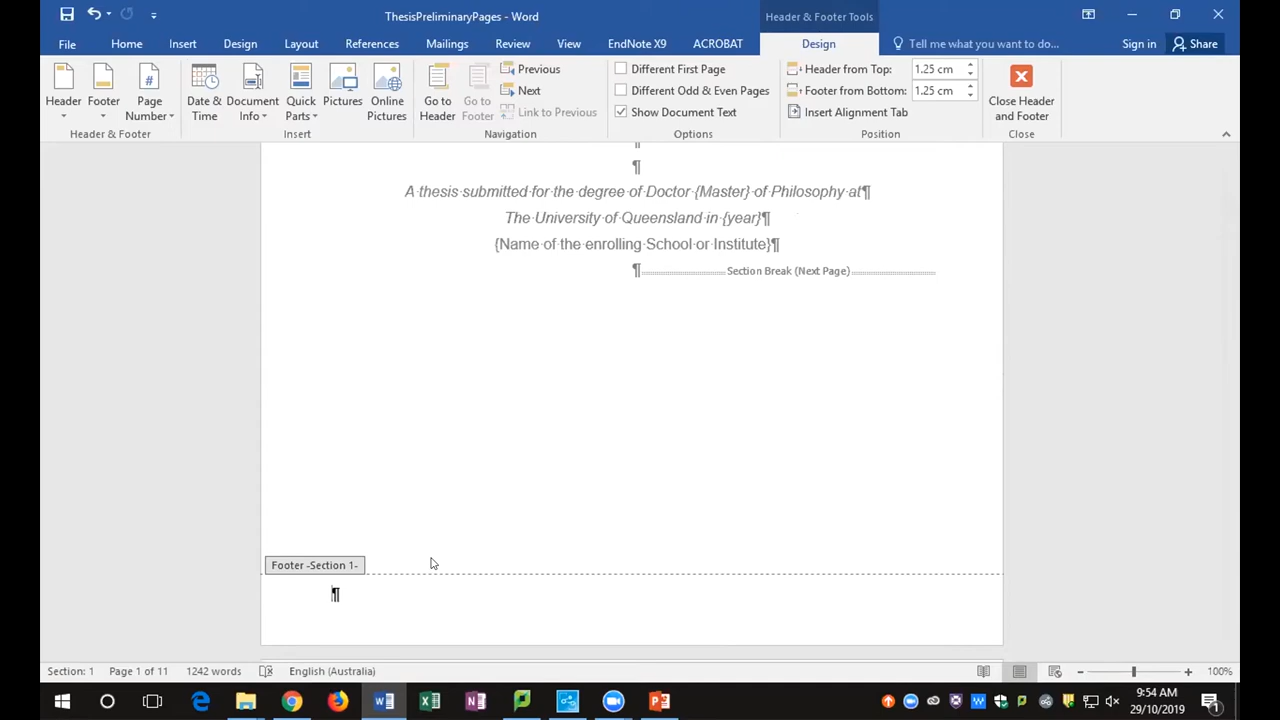 ThesisPreliminaryPages - Word
Header & Footer Tools
File Home Insert Design Layout References Mailings Review View EndNote X9 ACROBAT Design Tell me what you want to do... Sign in Share
Header
Footer
Page Number
Header & Footer
Date & Time
Document Info
Quick Parts
Pictures
Online Pictures
Insert
Go to Header
Go to Footer
Previous
Next
Link to Previous
Navigation
Different First Page
Different Odd & Even Pages
Show Document Text
Options
Header from Top: 1.25 cm
Footer from Bottom: 1.25 cm
Insert Alignment Tab
Position
Close Header and Footer
Close
¶
¶
A·thesis·submitted·for·the·degree·of·Doctor·{Master}·of·Philosophy·at¶
The·University·of·Queensland·in·{year}¶
{Name·of·the·enrolling·School·or·Institute}¶
¶ Section Break (Next Page)
Footer -Section 1-
¶
Section: 1 Page 1 of 11 1242 words English (Australia) 100%
9:54 AM
29/10/2019
1